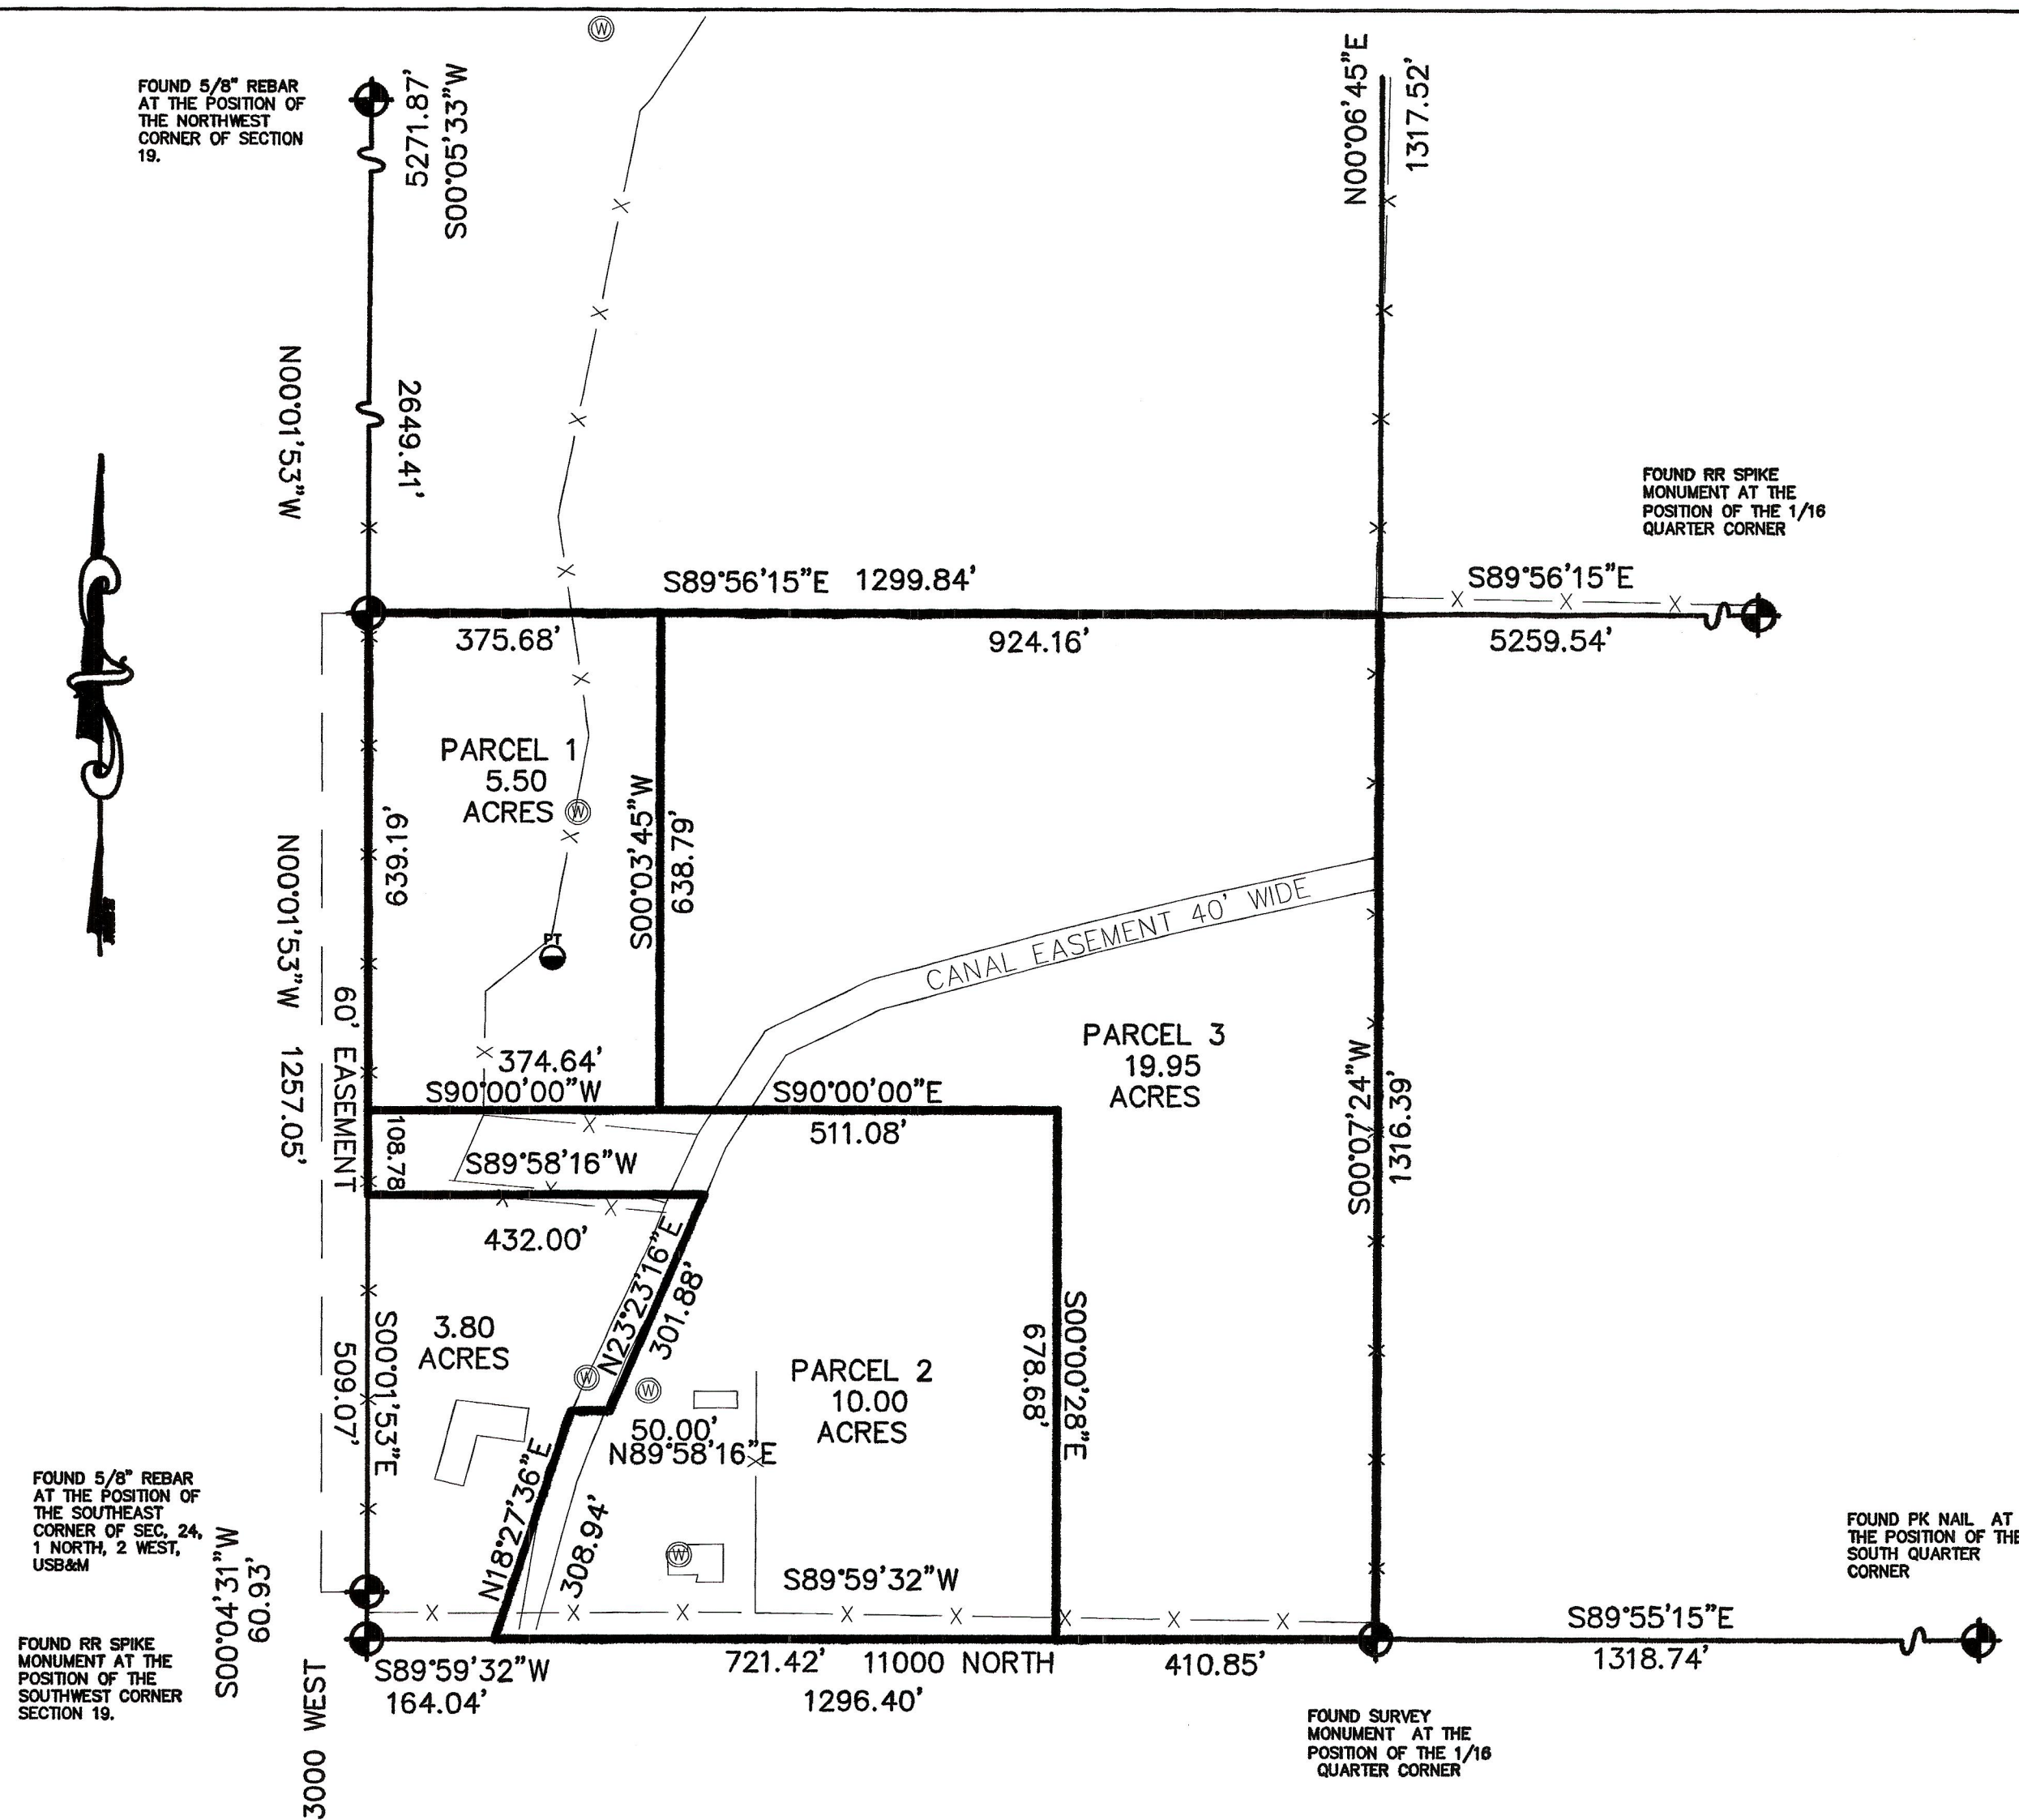 W
FOUND 5/8" REBAR
AT THE POSITION OF
THE NORTHWEST
CORNER OF SECTION
19.
5271.87'
S00°05'33"W
N00°06'45"E
1317.52'
N00°01'53"W
2649.41'
FOUND RR SPIKE
MONUMENT AT THE
POSITION OF THE 1/16
QUARTER CORNER
S89°56'15"E 1299.84'
S89°56'15"E
375.68'
924.16'
5259.54'
PARCEL 1
5.50
ACRES
W
639.19'
S00°03'45"W
638.79'
N00°01'53"W 1257.05'
60' EASEMENT
PT
CANAL EASEMENT 40' WIDE
PARCEL 3
19.95
ACRES
374.64'
S90°00'00"W
S90°00'00"E
511.08'
108.78
S89°58'16"W
432.00'
S00°07'24"W
1316.39'
N23°23'16"E
301.88'
3.80
ACRES
S00°01'53"E
509.07'
W
W
PARCEL 2
10.00
ACRES
S00°00'28"E
678.68'
50.00'
N89°58'16"E
N18°27'36"E
308.94'
W
S89°59'32"W
FOUND 5/8" REBAR
AT THE POSITION OF
THE SOUTHEAST
CORNER OF SEC, 24,
1 NORTH, 2 WEST,
USB&M
S00°04'31"W
60.93'
FOUND PK NAIL AT
THE POSITION OF THE
SOUTH QUARTER
CORNER
FOUND RR SPIKE
MONUMENT AT THE
POSITION OF THE
SOUTHWEST CORNER
SECTION 19.
S89°55'15"E
1318.74'
S89°59'32"W
164.04'
721.42' 11000 NORTH 410.85'
1296.40'
3000 WEST
FOUND SURVEY
MONUMENT AT THE
POSITION OF THE 1/16
QUARTER CORNER